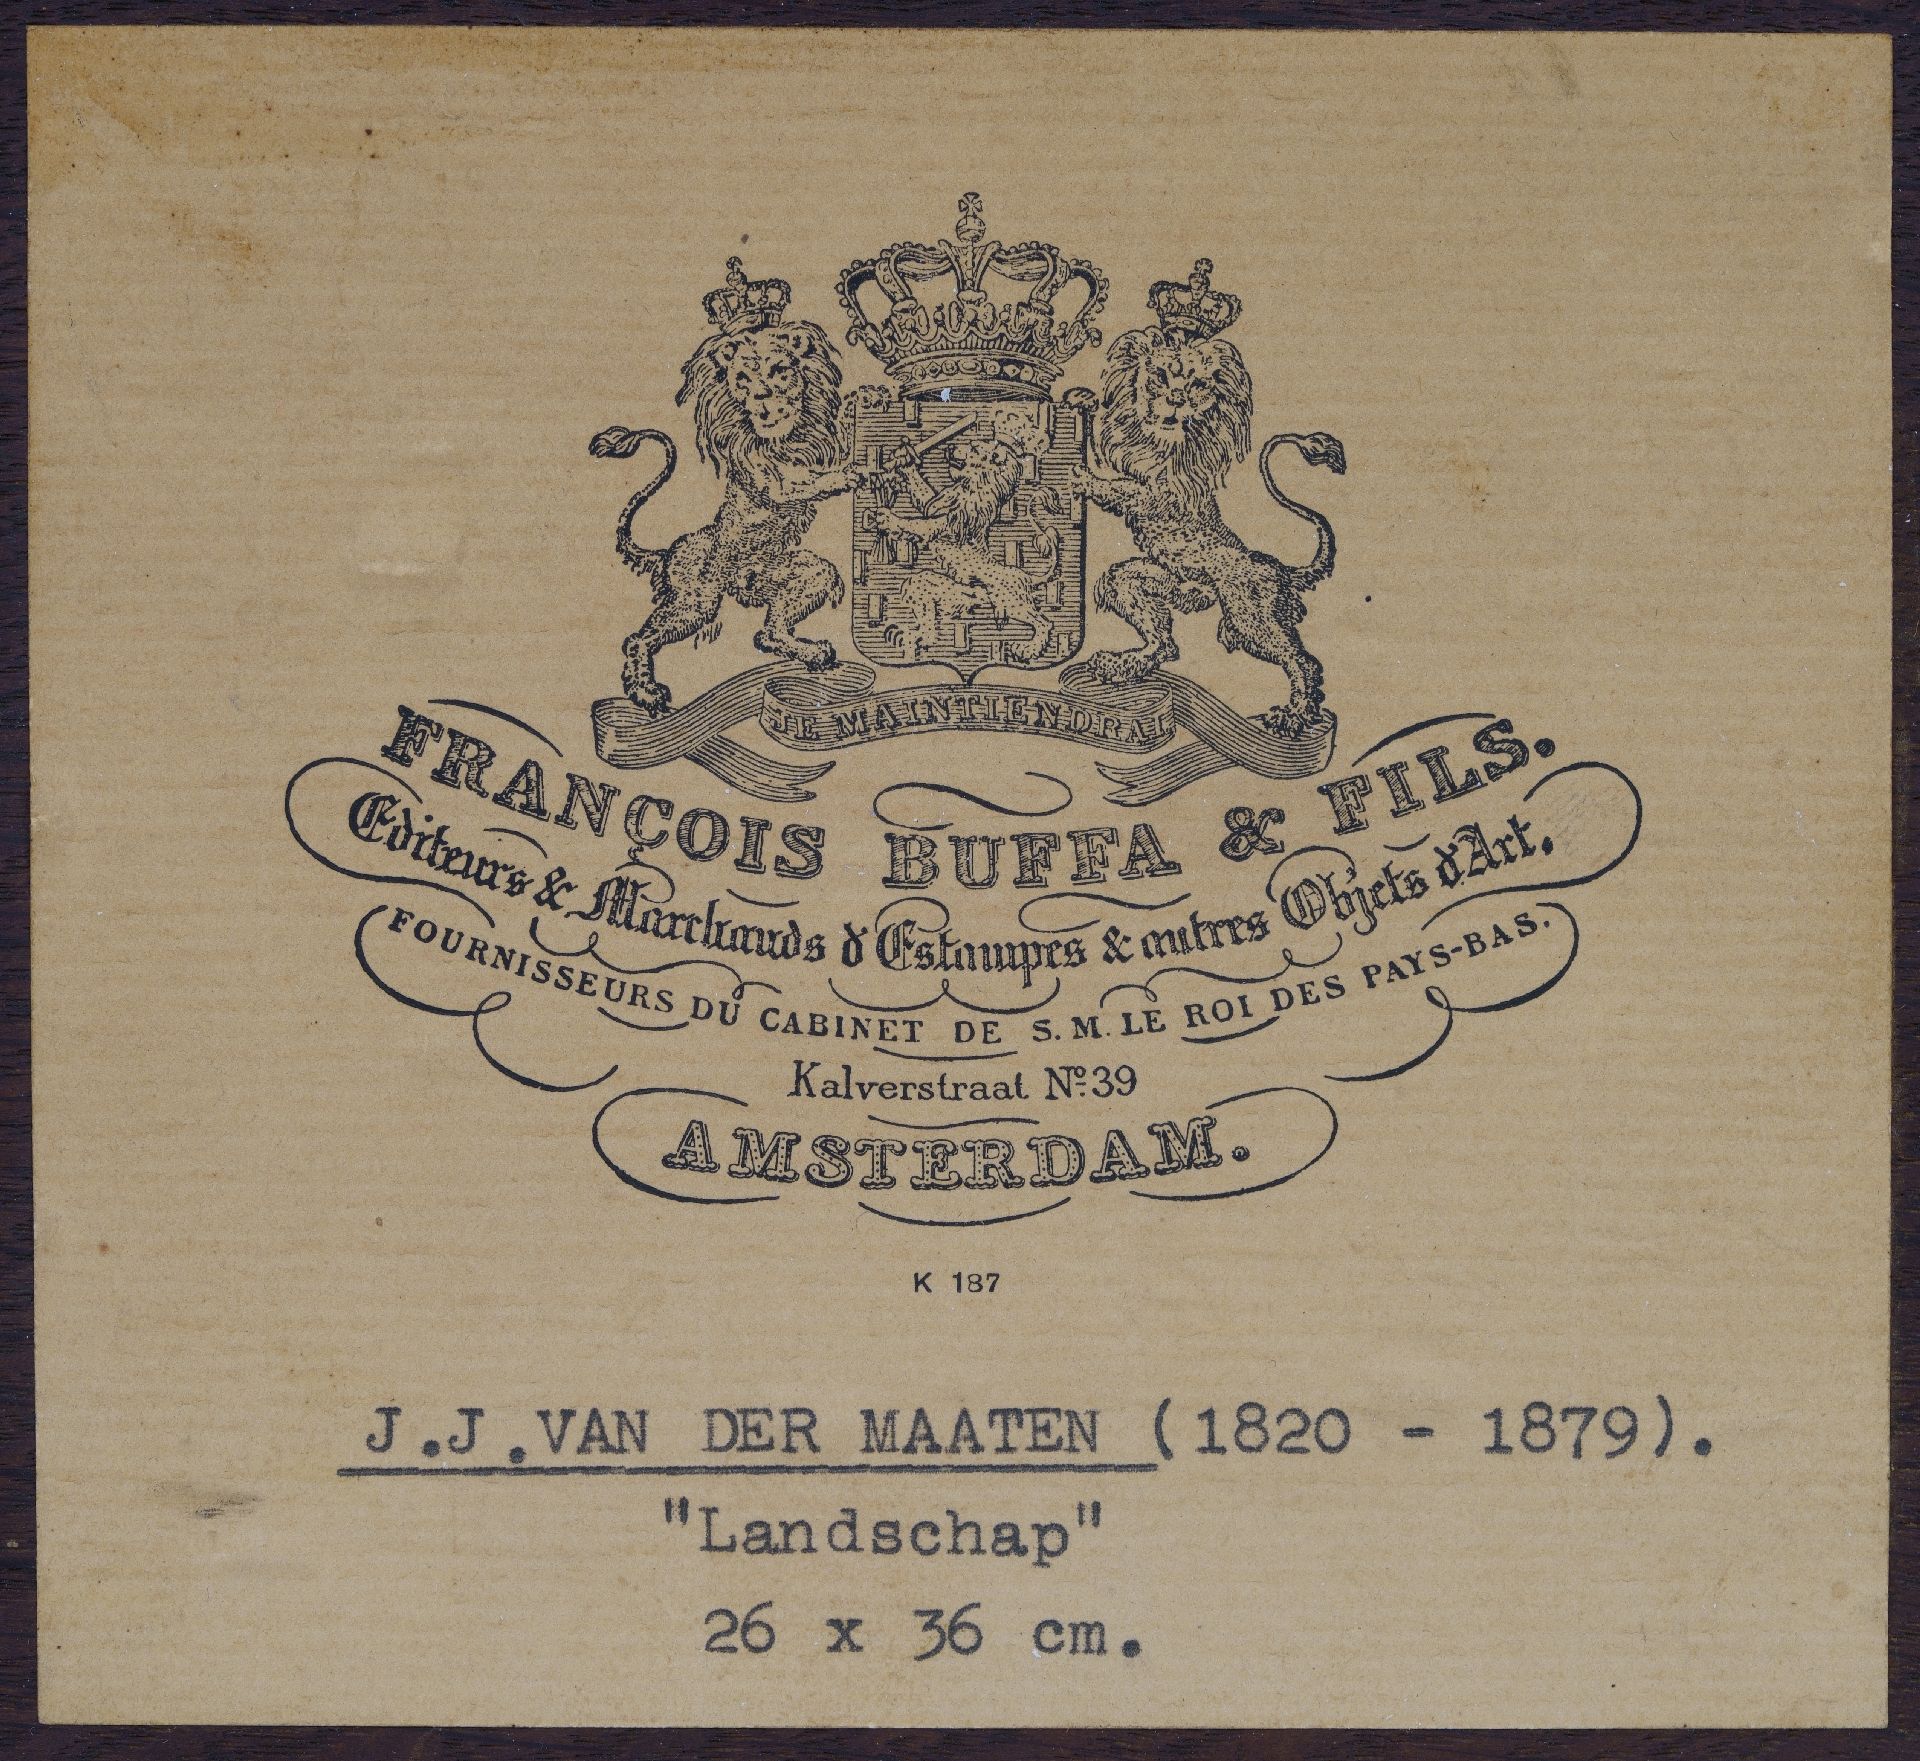 JE MAINTIENDRAI
FRANÇOIS BUFFA & FILS.
Editeurs & Marchands d'Estampes & autres Objets d'Art.
FOURNISSEURS DU CABINET DE S.M. LE ROI DES PAYS-BAS.
Kalverstraat Nº 39
AMSTERDAM.
K 187
J.J.VAN DER MAATEN (1820 - 1879).
"Landschap"
26 x 36 cm.